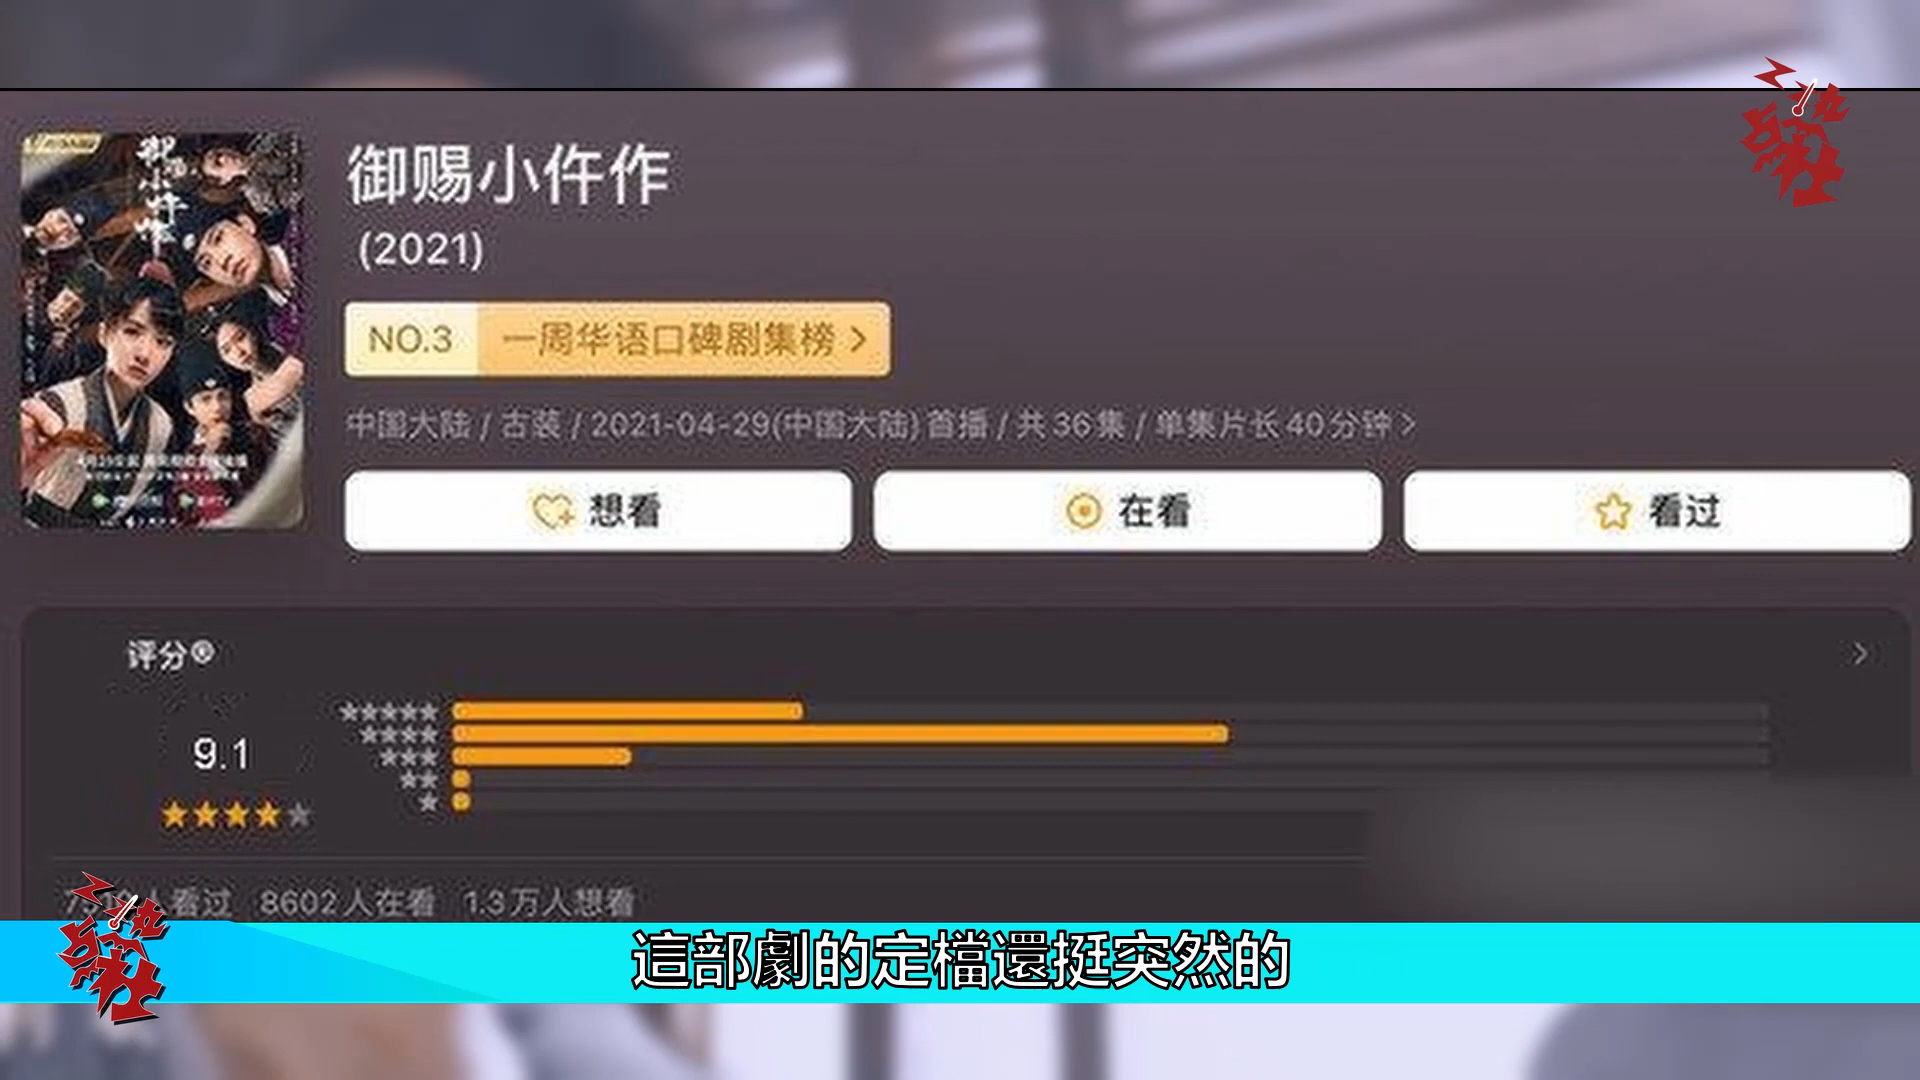 御赐小仵作
(2021)
NO.3 一周华语口碑剧集榜 >
中国大陆 / 古装 / 2021-04-29(中国大陆)首播 / 共36集 / 单集片长40分钟 >
想看
在看
看过
评分
9.1
人看过 8602人在看 1.3万人想看
這部劇的定檔還挺突然的